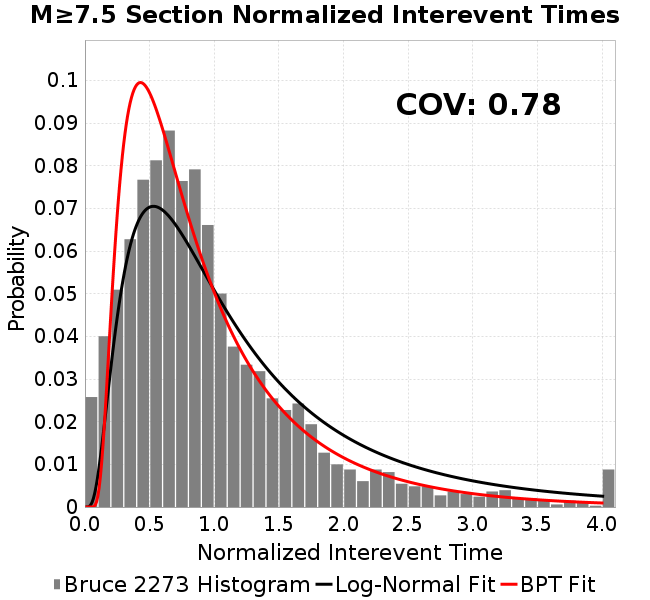 M≥7.5 Section Normalized Interevent Times
COV: 0.78
Probability
0.1
0.09
0.08
0.07
0.06
0.05
0.04
0.03
0.02
0.01
0
0.0 0.5 1.0 1.5 2.0 2.5 3.0 3.5 4.0
Normalized Interevent Time
Bruce 2273 Histogram Log-Normal Fit BPT Fit